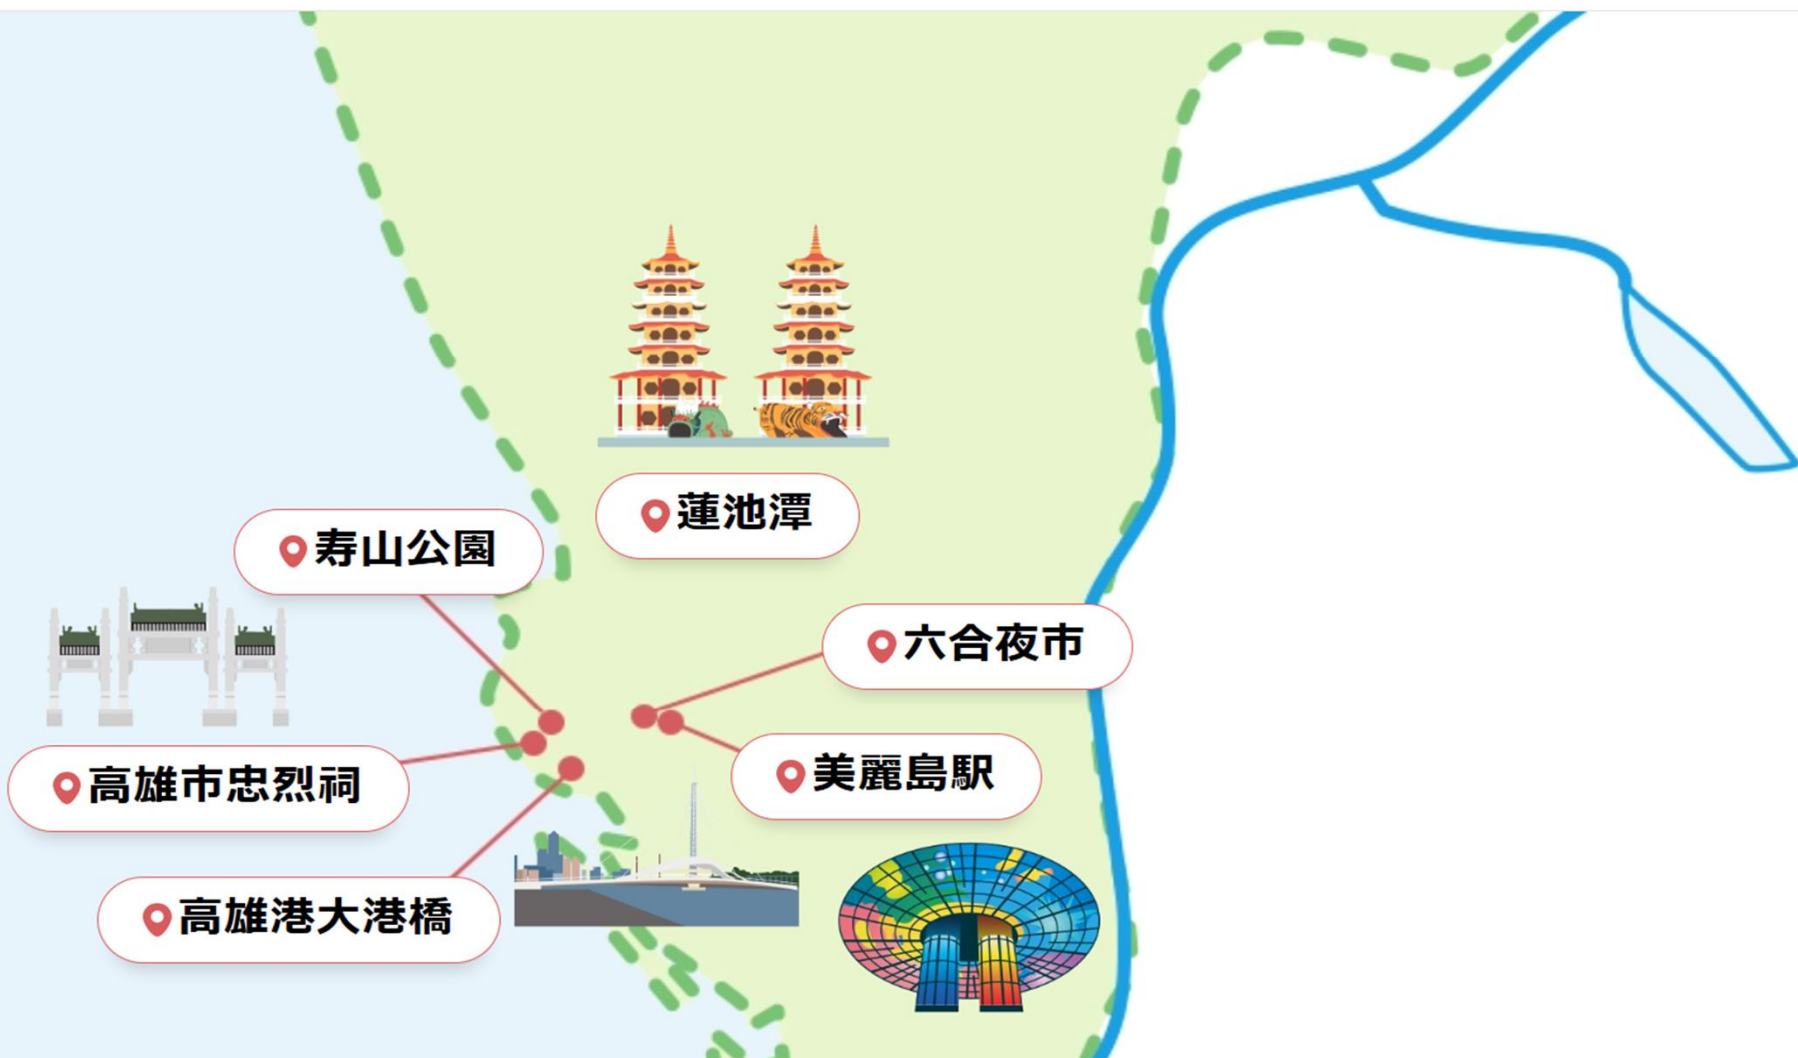 蓮池潭
寿山公園
六合夜市
美麗島駅
高雄市忠烈祠
高雄港大港橋